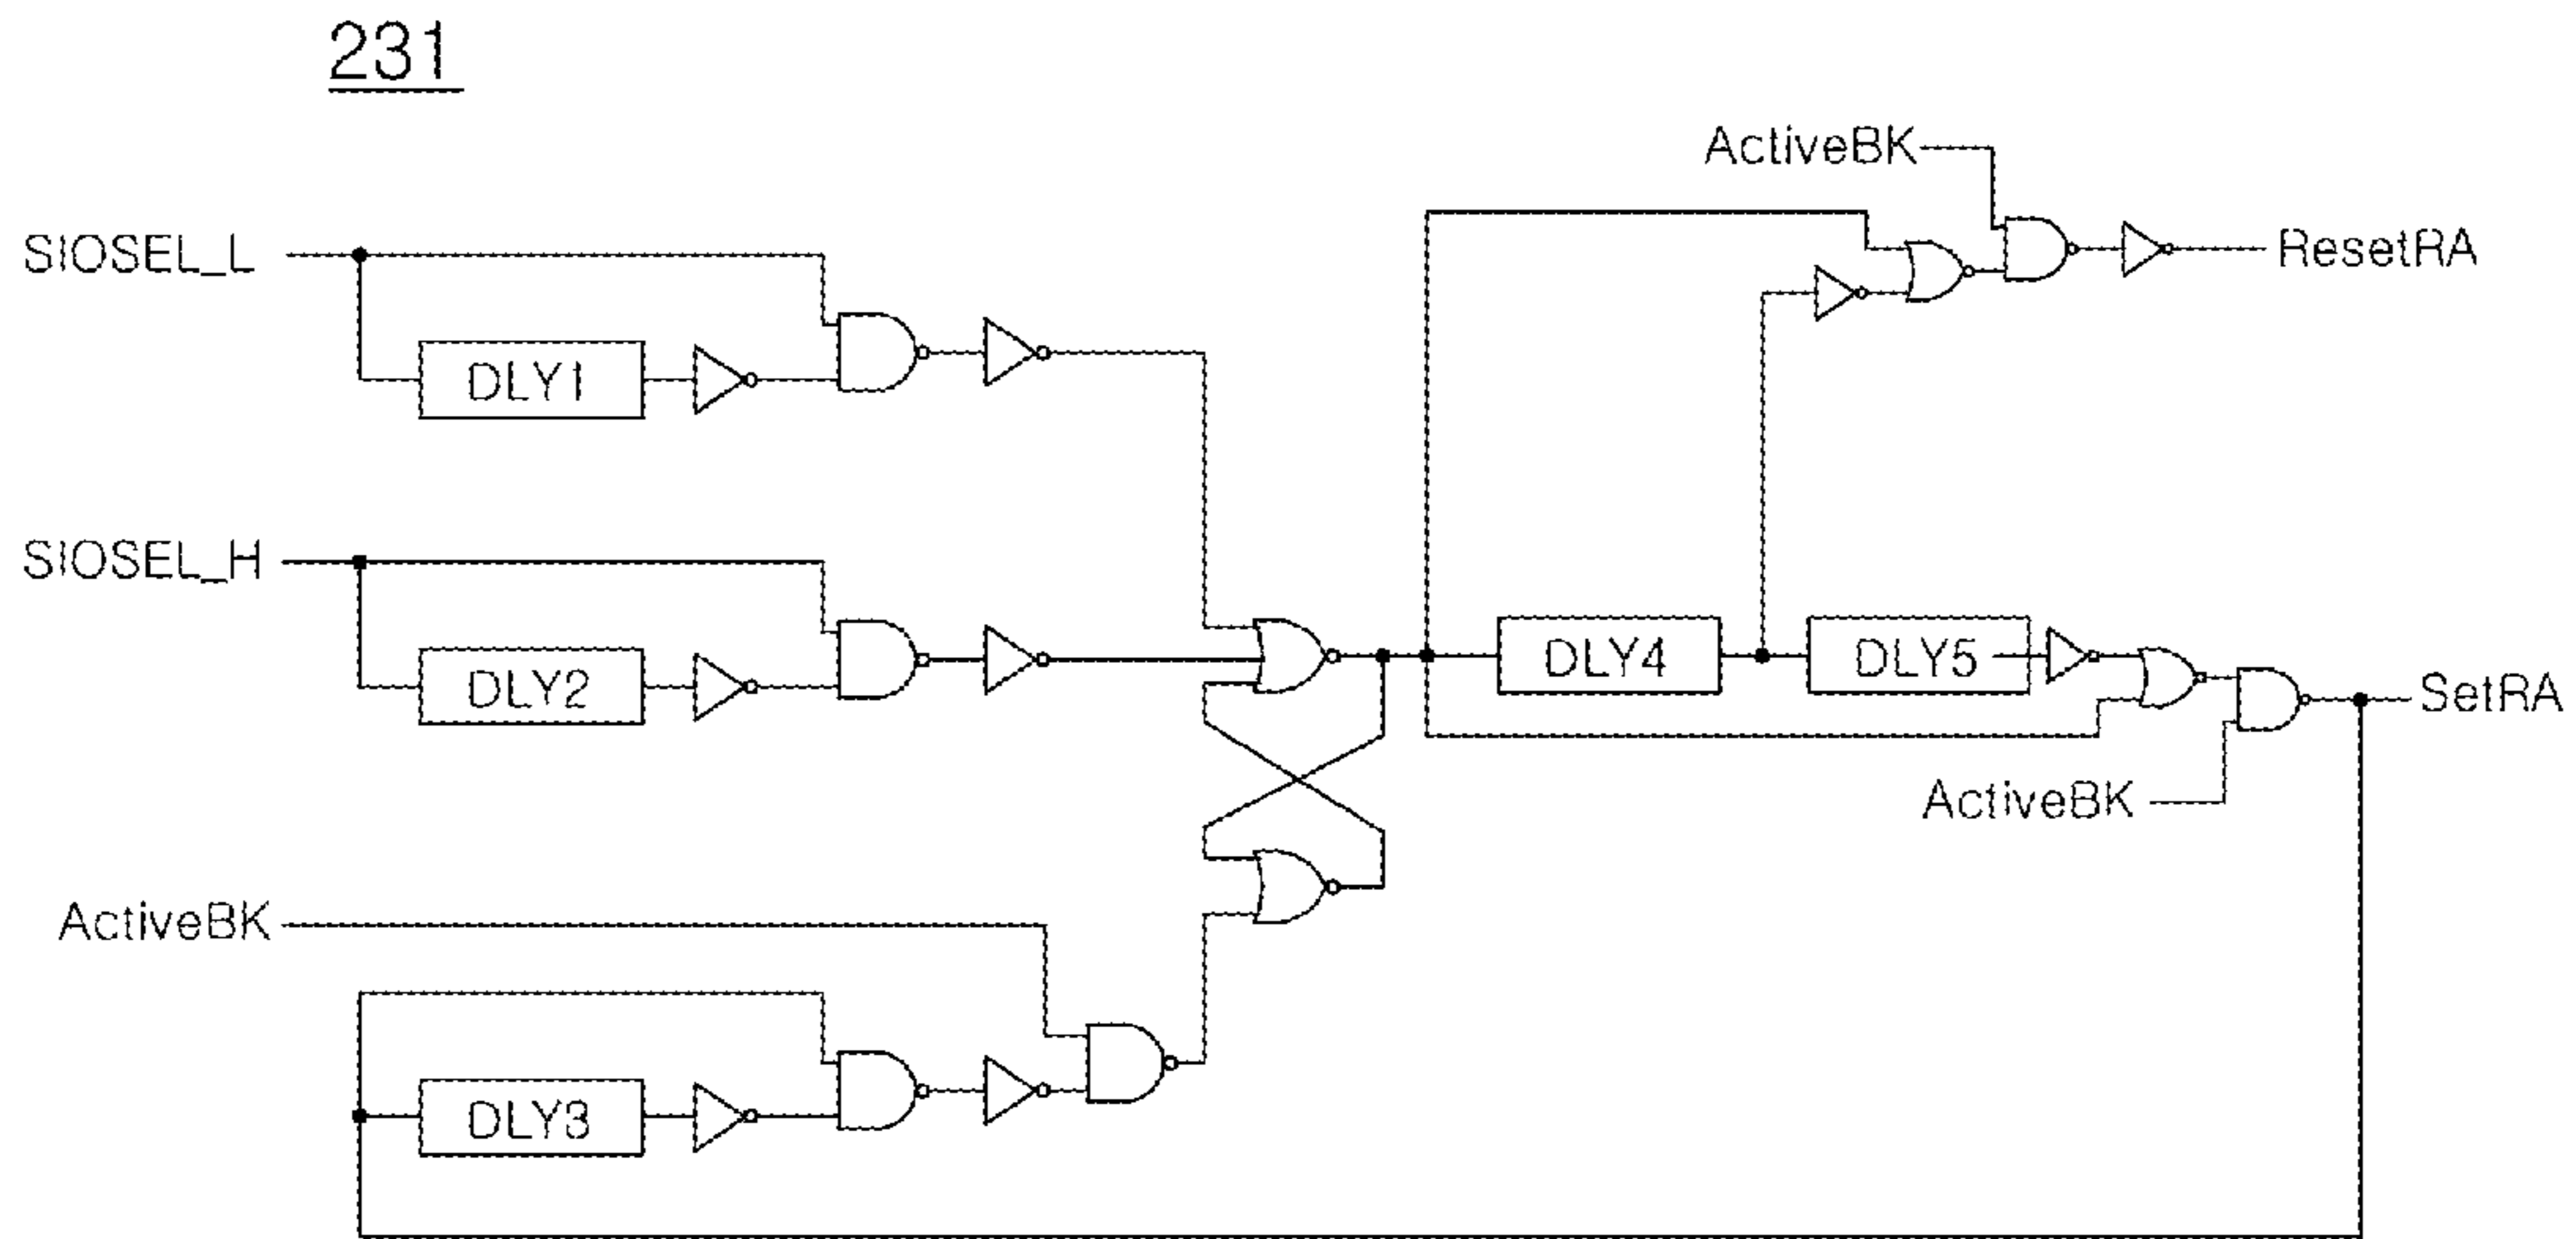 231
ActiveBK
SIOSEL_L
ResetRA
DLY1
SIOSEL_H
DLY2
DLY4
DLY5
SetRA
ActiveBK
ActiveBK
DLY3